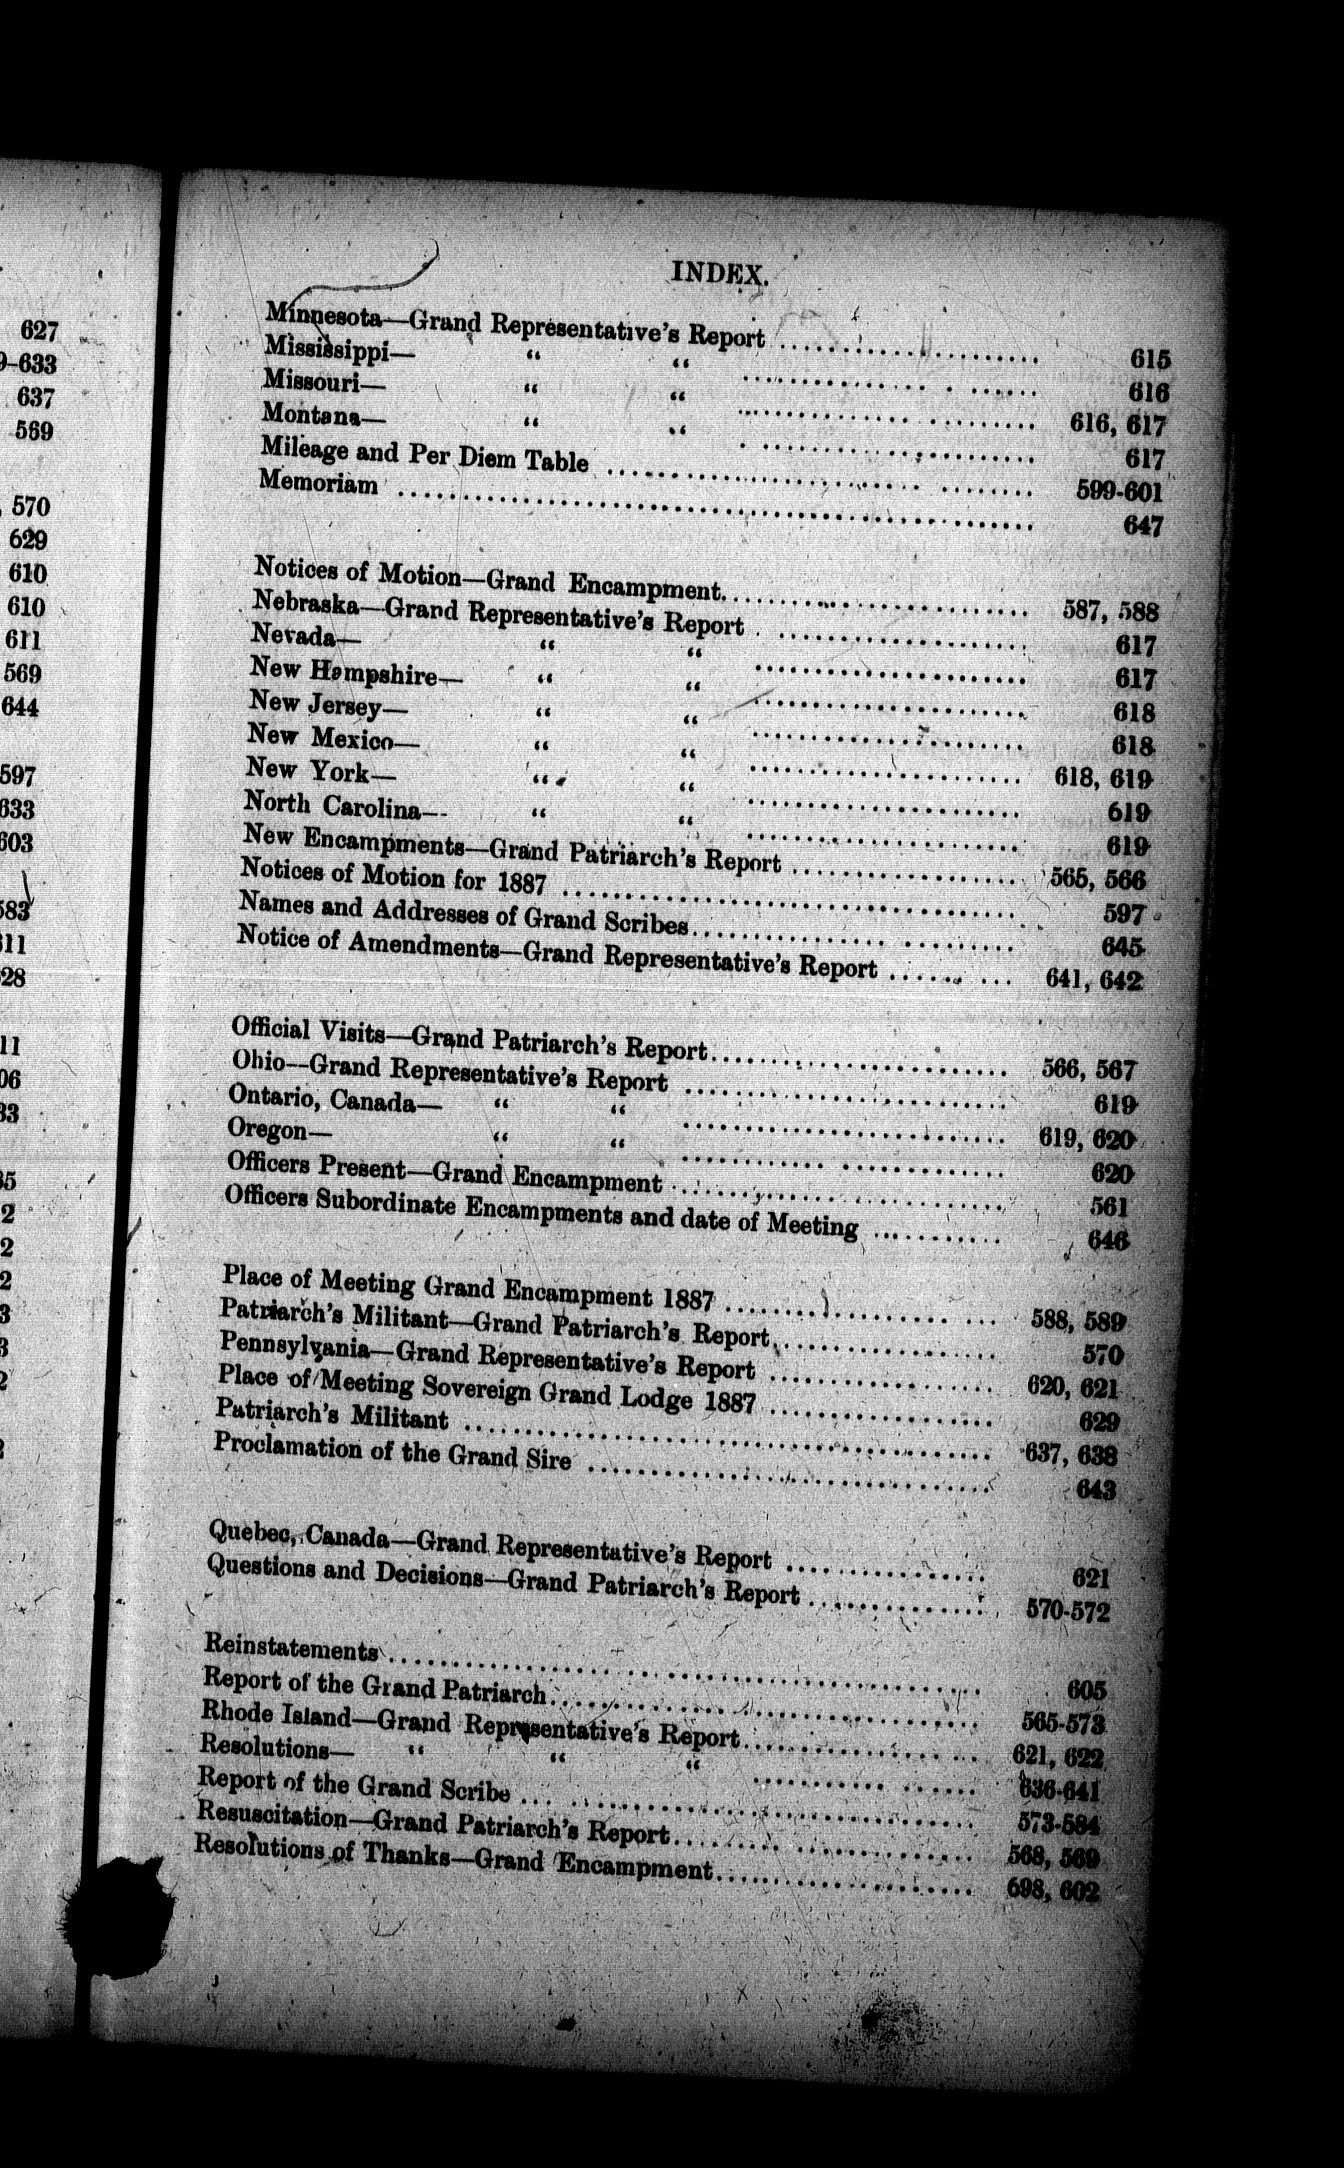 627
9-633
637
569
, 570
629
610
610
611
569
644
597
633
603
583
611
28
11
06
33
35
2
2
2
3
3
2
2
INDEX.
Minnesota—Grand Representative's Report ........................ 615
Mississippi— “ “ ........................ 616
Missouri— “ “ ........................ 616, 617
Montana— “ “ ........................ 617
Mileage and Per Diem Table ........................ 599-601
Memoriam ........................ 647
Notices of Motion—Grand Encampment........................ 587, 588
Nebraska—Grand Representative's Report ........................ 617
Nevada— “ “ ........................ 617
New Hampshire— “ “ ........................ 618
New Jersey— “ “ ........................ 618
New Mexico— “ “ ........................ 618, 619
New York— “ “ ........................ 619
North Carolina— “ “ ........................ 619
New Encampments—Grand Patriarch's Report ........................ 565, 566
Notices of Motion for 1887 ........................ 597
Names and Addresses of Grand Scribes........................ 645
Notice of Amendments—Grand Representative's Report ......... 641, 642
Official Visits—Grand Patriarch's Report........................ 566, 567
Ohio—Grand Representative's Report ........................ 619
Ontario, Canada— “ “ ........................ 619, 620
Oregon— “ “ ........................ 620
Officers Present—Grand Encampment ........................ 561
Officers Subordinate Encampments and date of Meeting ............ 646
Place of Meeting Grand Encampment 1887 ........................ 588, 589
Patriarch's Militant—Grand Patriarch's Report........................ 570
Pennsylvania—Grand Representative's Report ........................ 620, 621
Place of Meeting Sovereign Grand Lodge 1887 ........................ 629
Patriarch's Militant ........................ 637, 638
Proclamation of the Grand Sire ........................ 643
Quebec, Canada—Grand Representative's Report .................. 621
Questions and Decisions—Grand Patriarch's Report ............... 570-572
Reinstatements ........................ 605
Report of the Grand Patriarch........................ 565-573
Rhode Island—Grand Representative's Report........................ 621, 622
Resolutions— “ “ “ ........................ 636-641
Report of the Grand Scribe ........................ 573-584
Resuscitation—Grand Patriarch's Report........................ 568, 569
Resolutions of Thanks—Grand Encampment........................ 698, 602